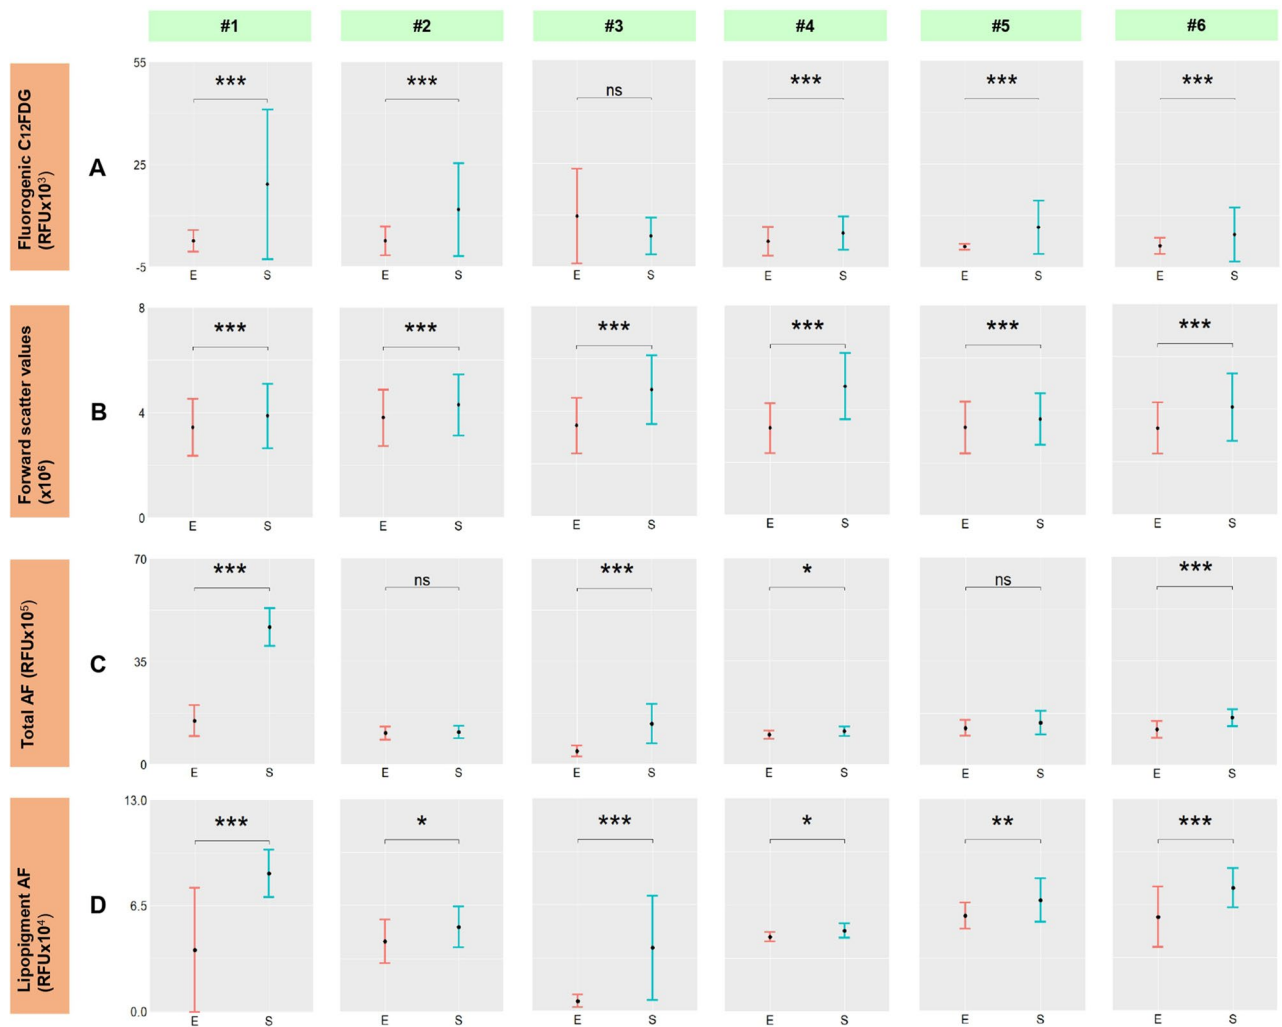 #1 #2 #3 #4 #5 #6
Fluorogenic C12FDG
(RFUx10³)
A
55
25
-5
*** *** ns *** *** ***
E S E S E S E S E S E S
Forward scatter values
(x10⁶)
B
8
4
0
*** *** *** *** *** ***
E S E S E S E S E S E S
Total AF (RFUx10⁵)
C
70
35
0
*** ns *** * ns ***
E S E S E S E S E S E S
Lipopigment AF
(RFUx10⁴)
D
13.0
6.5
0.0
*** * *** * ** ***
E S E S E S E S E S E S